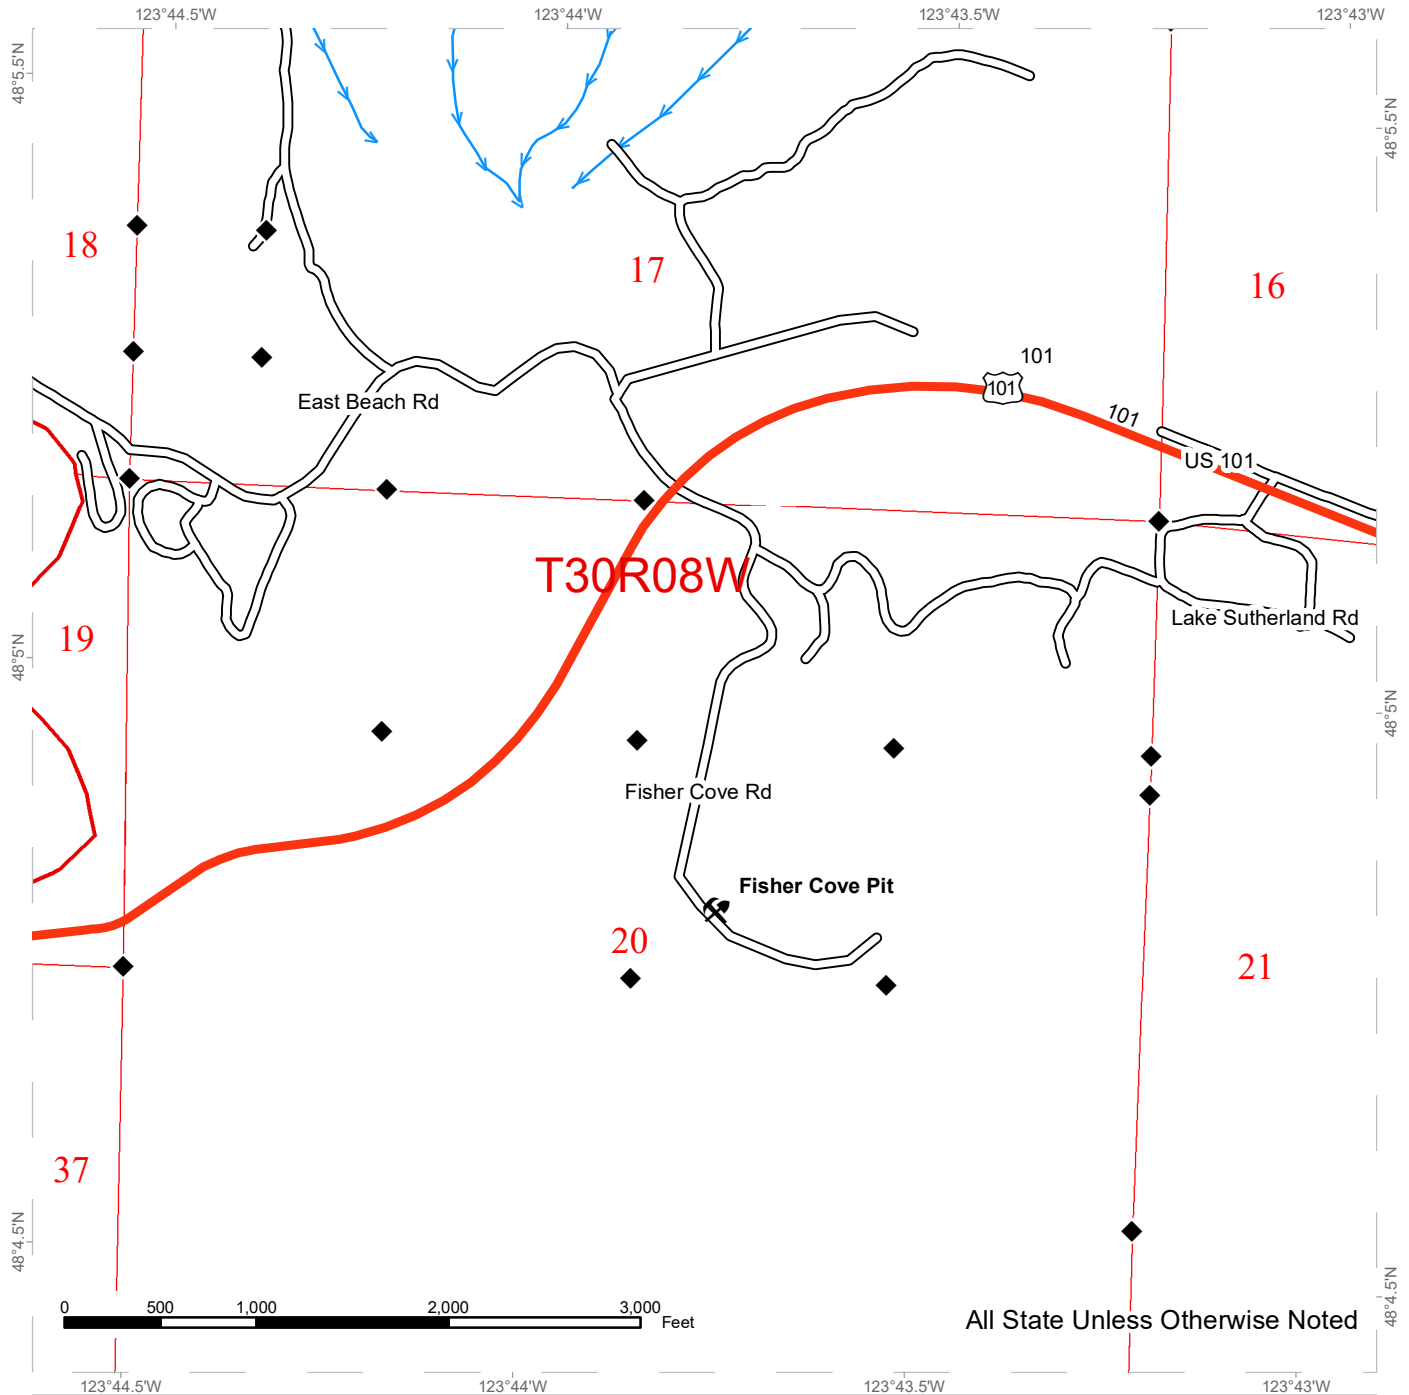 123°44.5'W 123°44'W 123°43.5'W 123°43'W
48°5.5'N
48°5.5'N
18
17
16
101
101
101
East Beach Rd
US 101
T30R08W
Lake Sutherland Rd
19
48°5'N
48°5'N
Fisher Cove Rd
Fisher Cove Pit
20
21
37
48°4.5'N
48°4.5'N
0 500 1,000 2,000 3,000
Feet
All State Unless Otherwise Noted
123°44.5'W 123°44'W 123°43.5'W 123°43'W